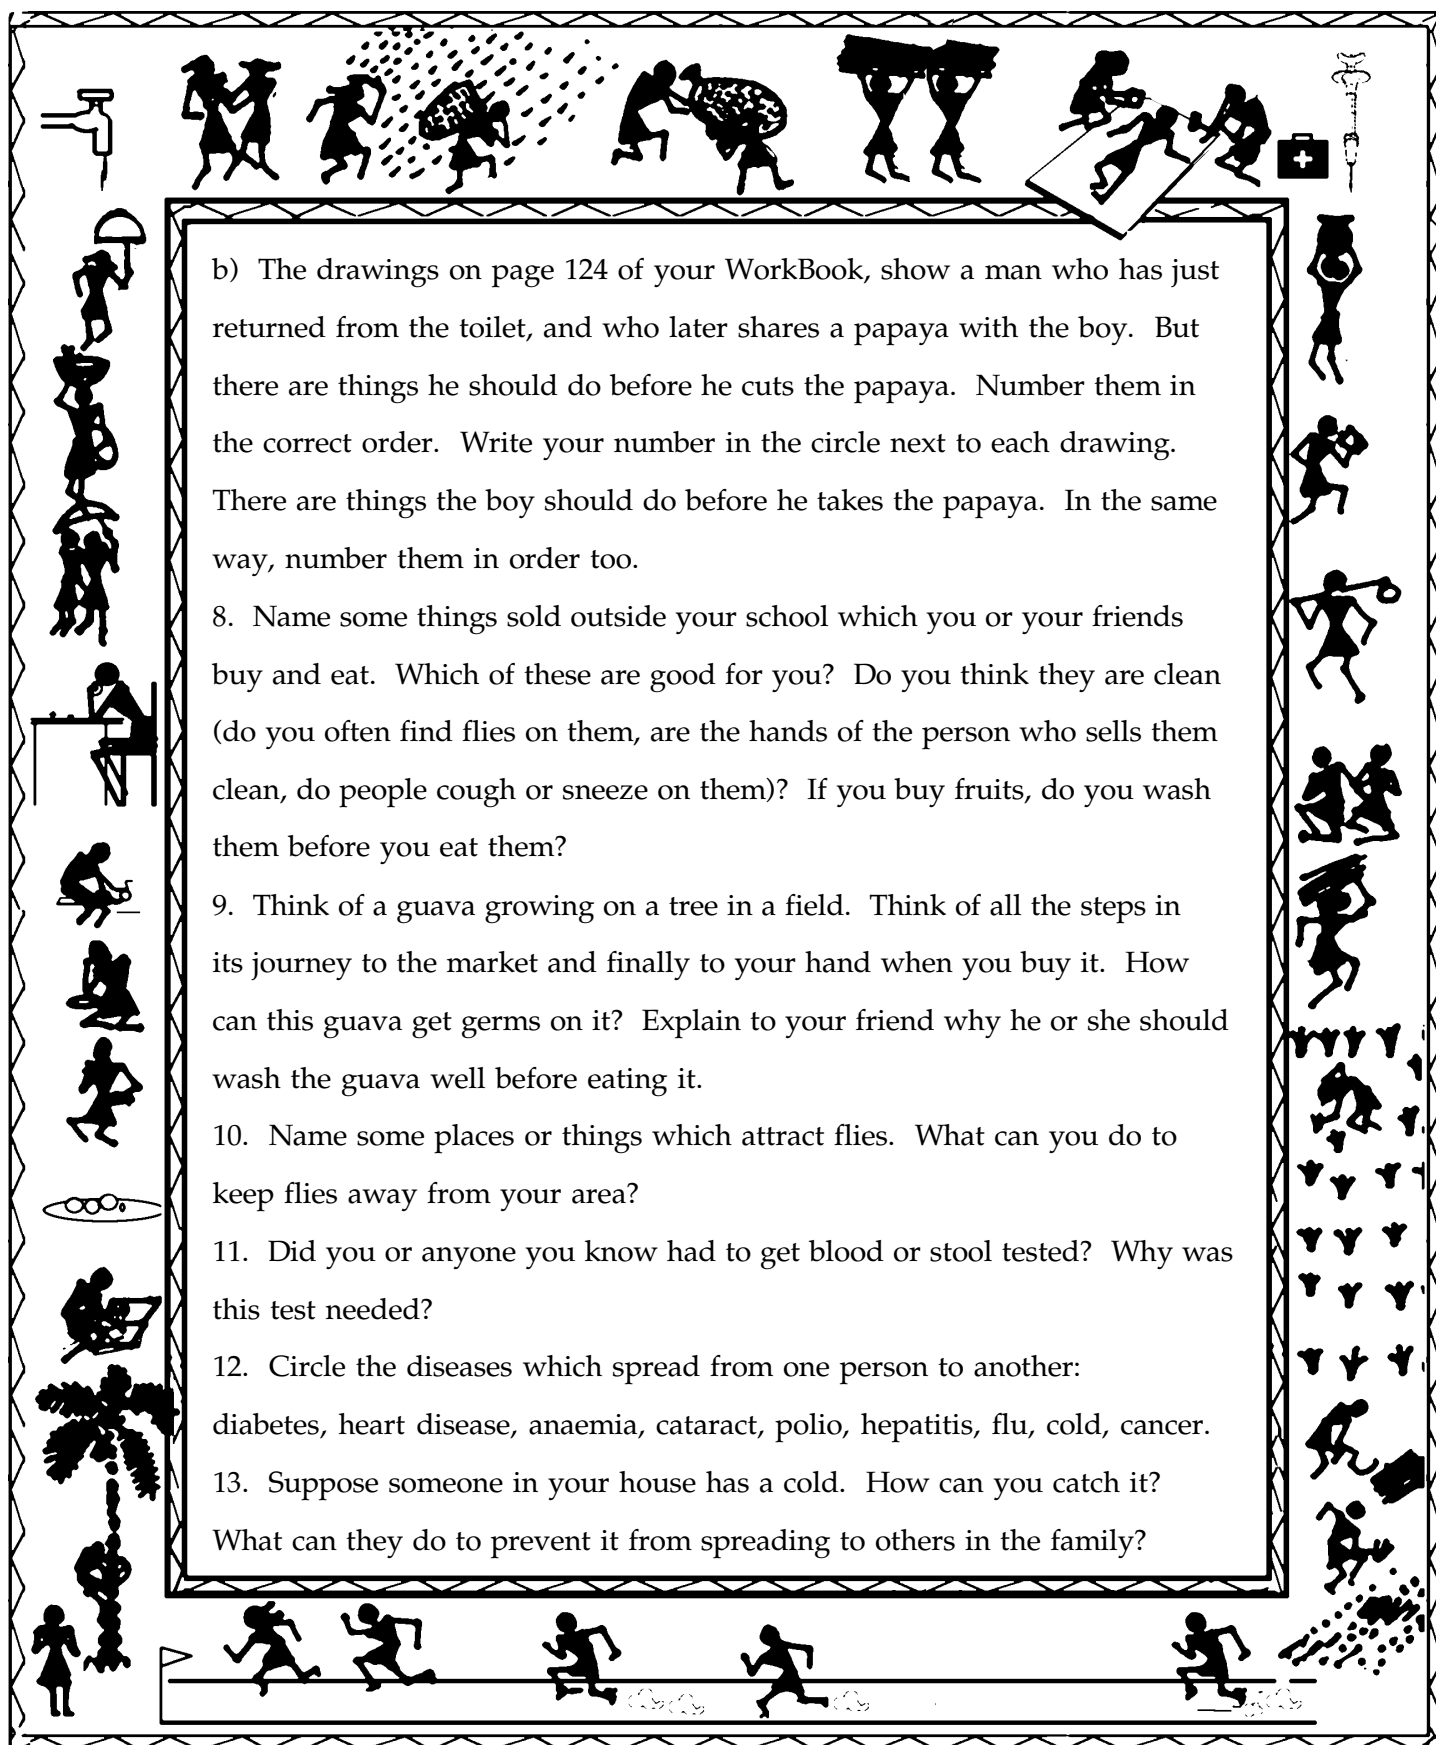 b) The drawings on page 124 of your WorkBook, show a man who has just
returned from the toilet, and who later shares a papaya with the boy. But
there are things he should do before he cuts the papaya. Number them in
the correct order. Write your number in the circle next to each drawing.
There are things the boy should do before he takes the papaya. In the same
way, number them in order too.
8. Name some things sold outside your school which you or your friends
buy and eat. Which of these are good for you? Do you think they are clean
(do you often find flies on them, are the hands of the person who sells them
clean, do people cough or sneeze on them)? If you buy fruits, do you wash
them before you eat them?
9. Think of a guava growing on a tree in a field. Think of all the steps in
its journey to the market and finally to your hand when you buy it. How
can this guava get germs on it? Explain to your friend why he or she should
wash the guava well before eating it.
10. Name some places or things which attract flies. What can you do to
keep flies away from your area?
11. Did you or anyone you know had to get blood or stool tested? Why was
this test needed?
12. Circle the diseases which spread from one person to another:
diabetes, heart disease, anaemia, cataract, polio, hepatitis, flu, cold, cancer.
13. Suppose someone in your house has a cold. How can you catch it?
What can they do to prevent it from spreading to others in the family?